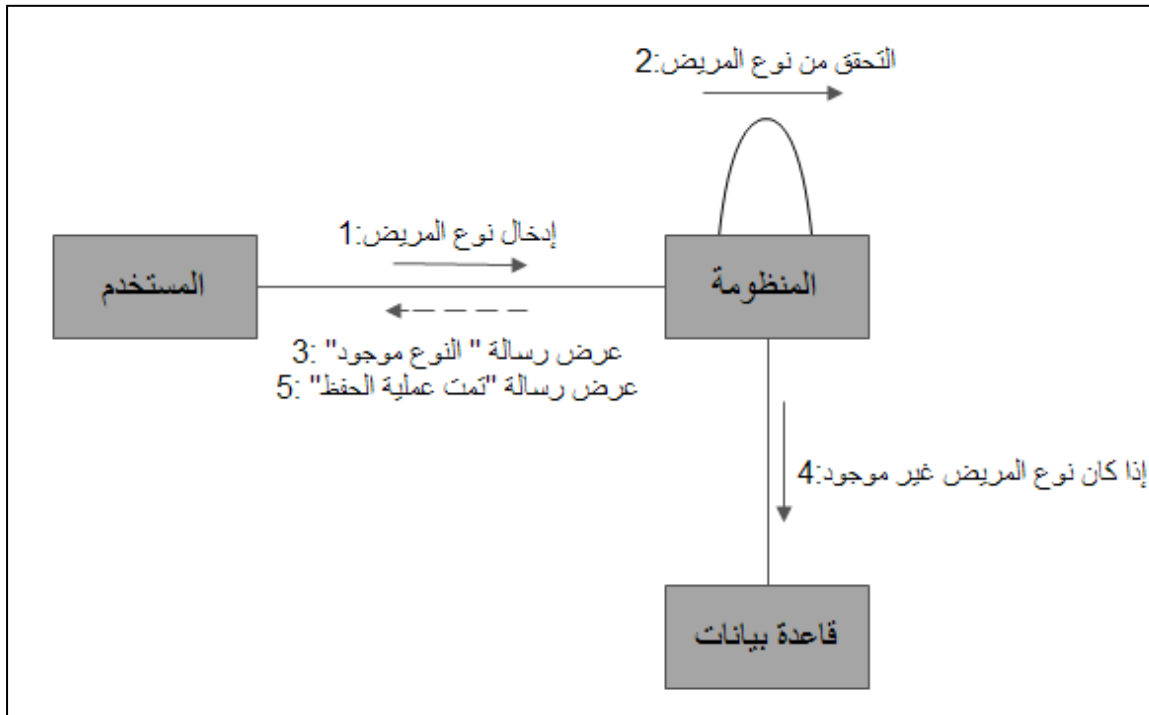 2:التحقق من نوع المريض
1:إدخال نوع المريض
المستخدم
المنظومة
3: عرض رسالة " النوع موجود"
5: عرض رسالة "تمت عملية الحفظ"
4:إذا كان نوع المريض غير موجود
قاعدة بيانات